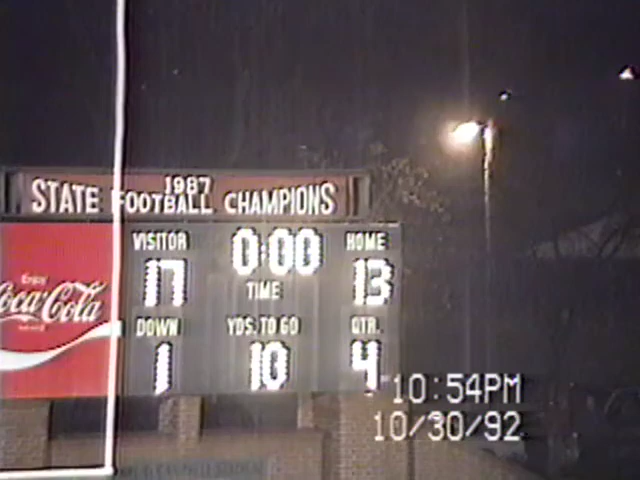 1987
STATE FOOTBALL CHAMPIONS
VISITOR 0:00 HOME
17 TIME 13
Enjoy
Coca-Cola
DOWN YDS. TO GO QTR.
1 10 4
10:54PM
10/30/92